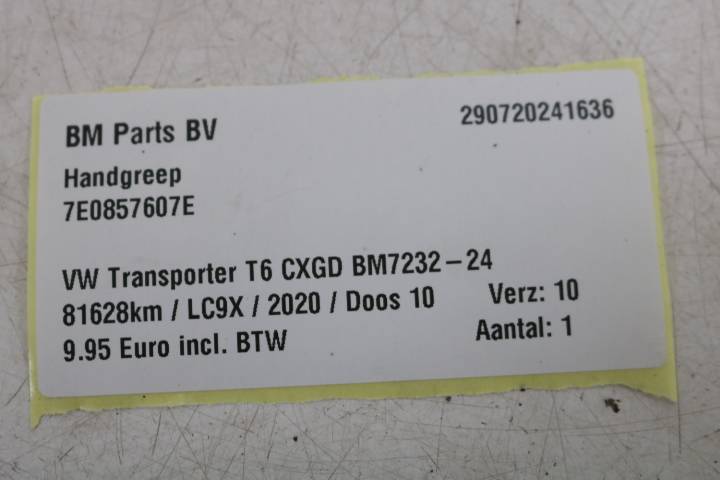 BM Parts BV
290720241636
Handgreep
7E0857607E
VW Transporter T6 CXGD BM7232-24
81628km / LC9X / 2020 / Doos 10
Verz: 10
9.95 Euro incl. BTW
Aantal: 1